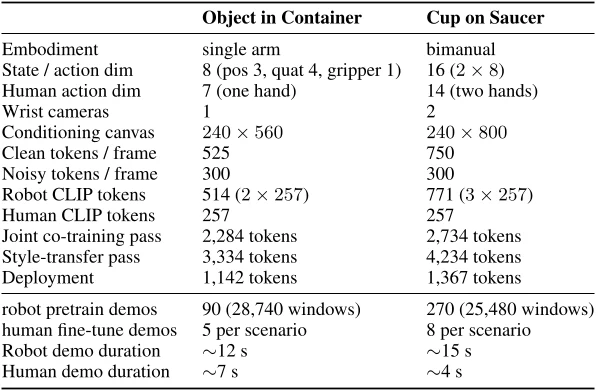 Object in Container Cup on Saucer
Embodiment single arm bimanual
State / action dim 8 (pos 3, quat 4, gripper 1) 16 (2 × 8)
Human action dim 7 (one hand) 14 (two hands)
Wrist cameras 1 2
Conditioning canvas 240 × 560 240 × 800
Clean tokens / frame 525 750
Noisy tokens / frame 300 300
Robot CLIP tokens 514 (2 × 257) 771 (3 × 257)
Human CLIP tokens 257 257
Joint co-training pass 2,284 tokens 2,734 tokens
Style-transfer pass 3,334 tokens 4,234 tokens
Deployment 1,142 tokens 1,367 tokens
robot pretrain demos 90 (28,740 windows) 270 (25,480 windows)
human fine-tune demos 5 per scenario 8 per scenario
Robot demo duration ∼12 s ∼15 s
Human demo duration ∼7 s ∼4 s